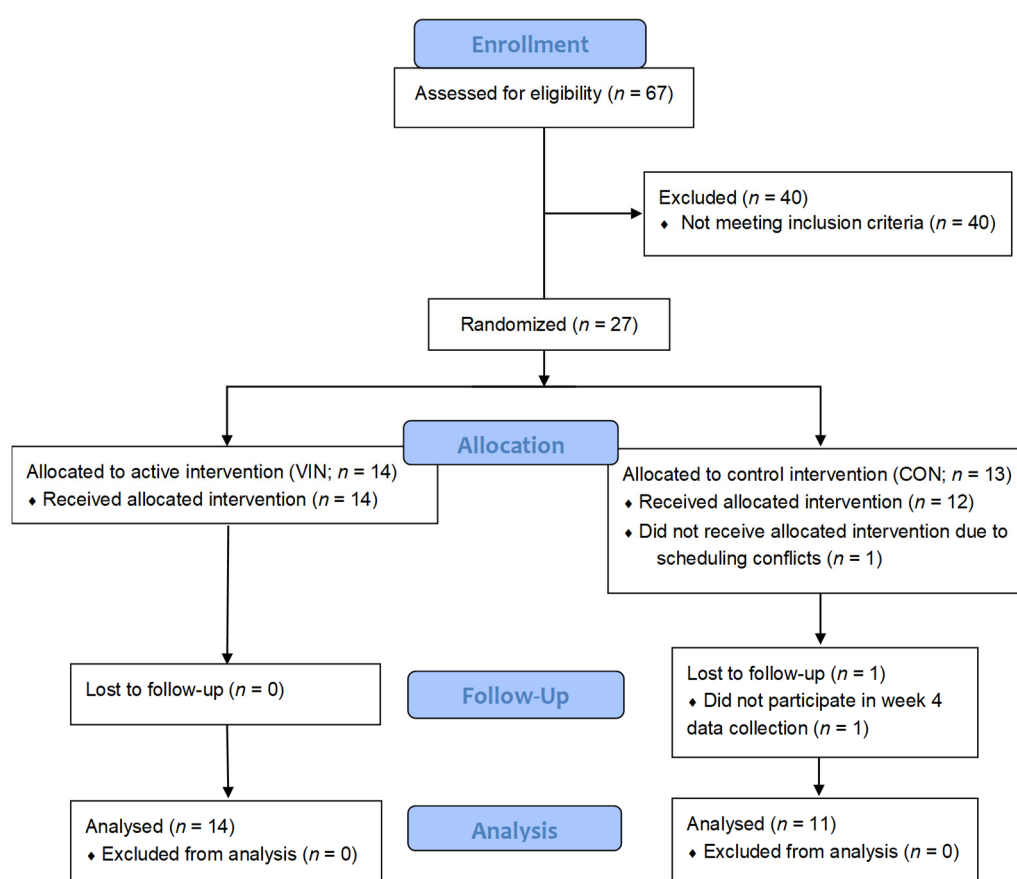 Enrollment
Assessed for eligibility (n = 67)
Excluded (n = 40)
♦ Not meeting inclusion criteria (n = 40)
Randomized (n = 27)
Allocation
Allocated to active intervention (VIN; n = 14)
♦ Received allocated intervention (n = 14)
Allocated to control intervention (CON; n = 13)
♦ Received allocated intervention (n = 12)
♦ Did not receive allocated intervention due to
scheduling conflicts (n = 1)
Follow-Up
Lost to follow-up (n = 0)
Lost to follow-up (n = 1)
♦ Did not participate in week 4
data collection (n = 1)
Analysis
Analysed (n = 14)
♦ Excluded from analysis (n = 0)
Analysed (n = 11)
♦ Excluded from analysis (n = 0)